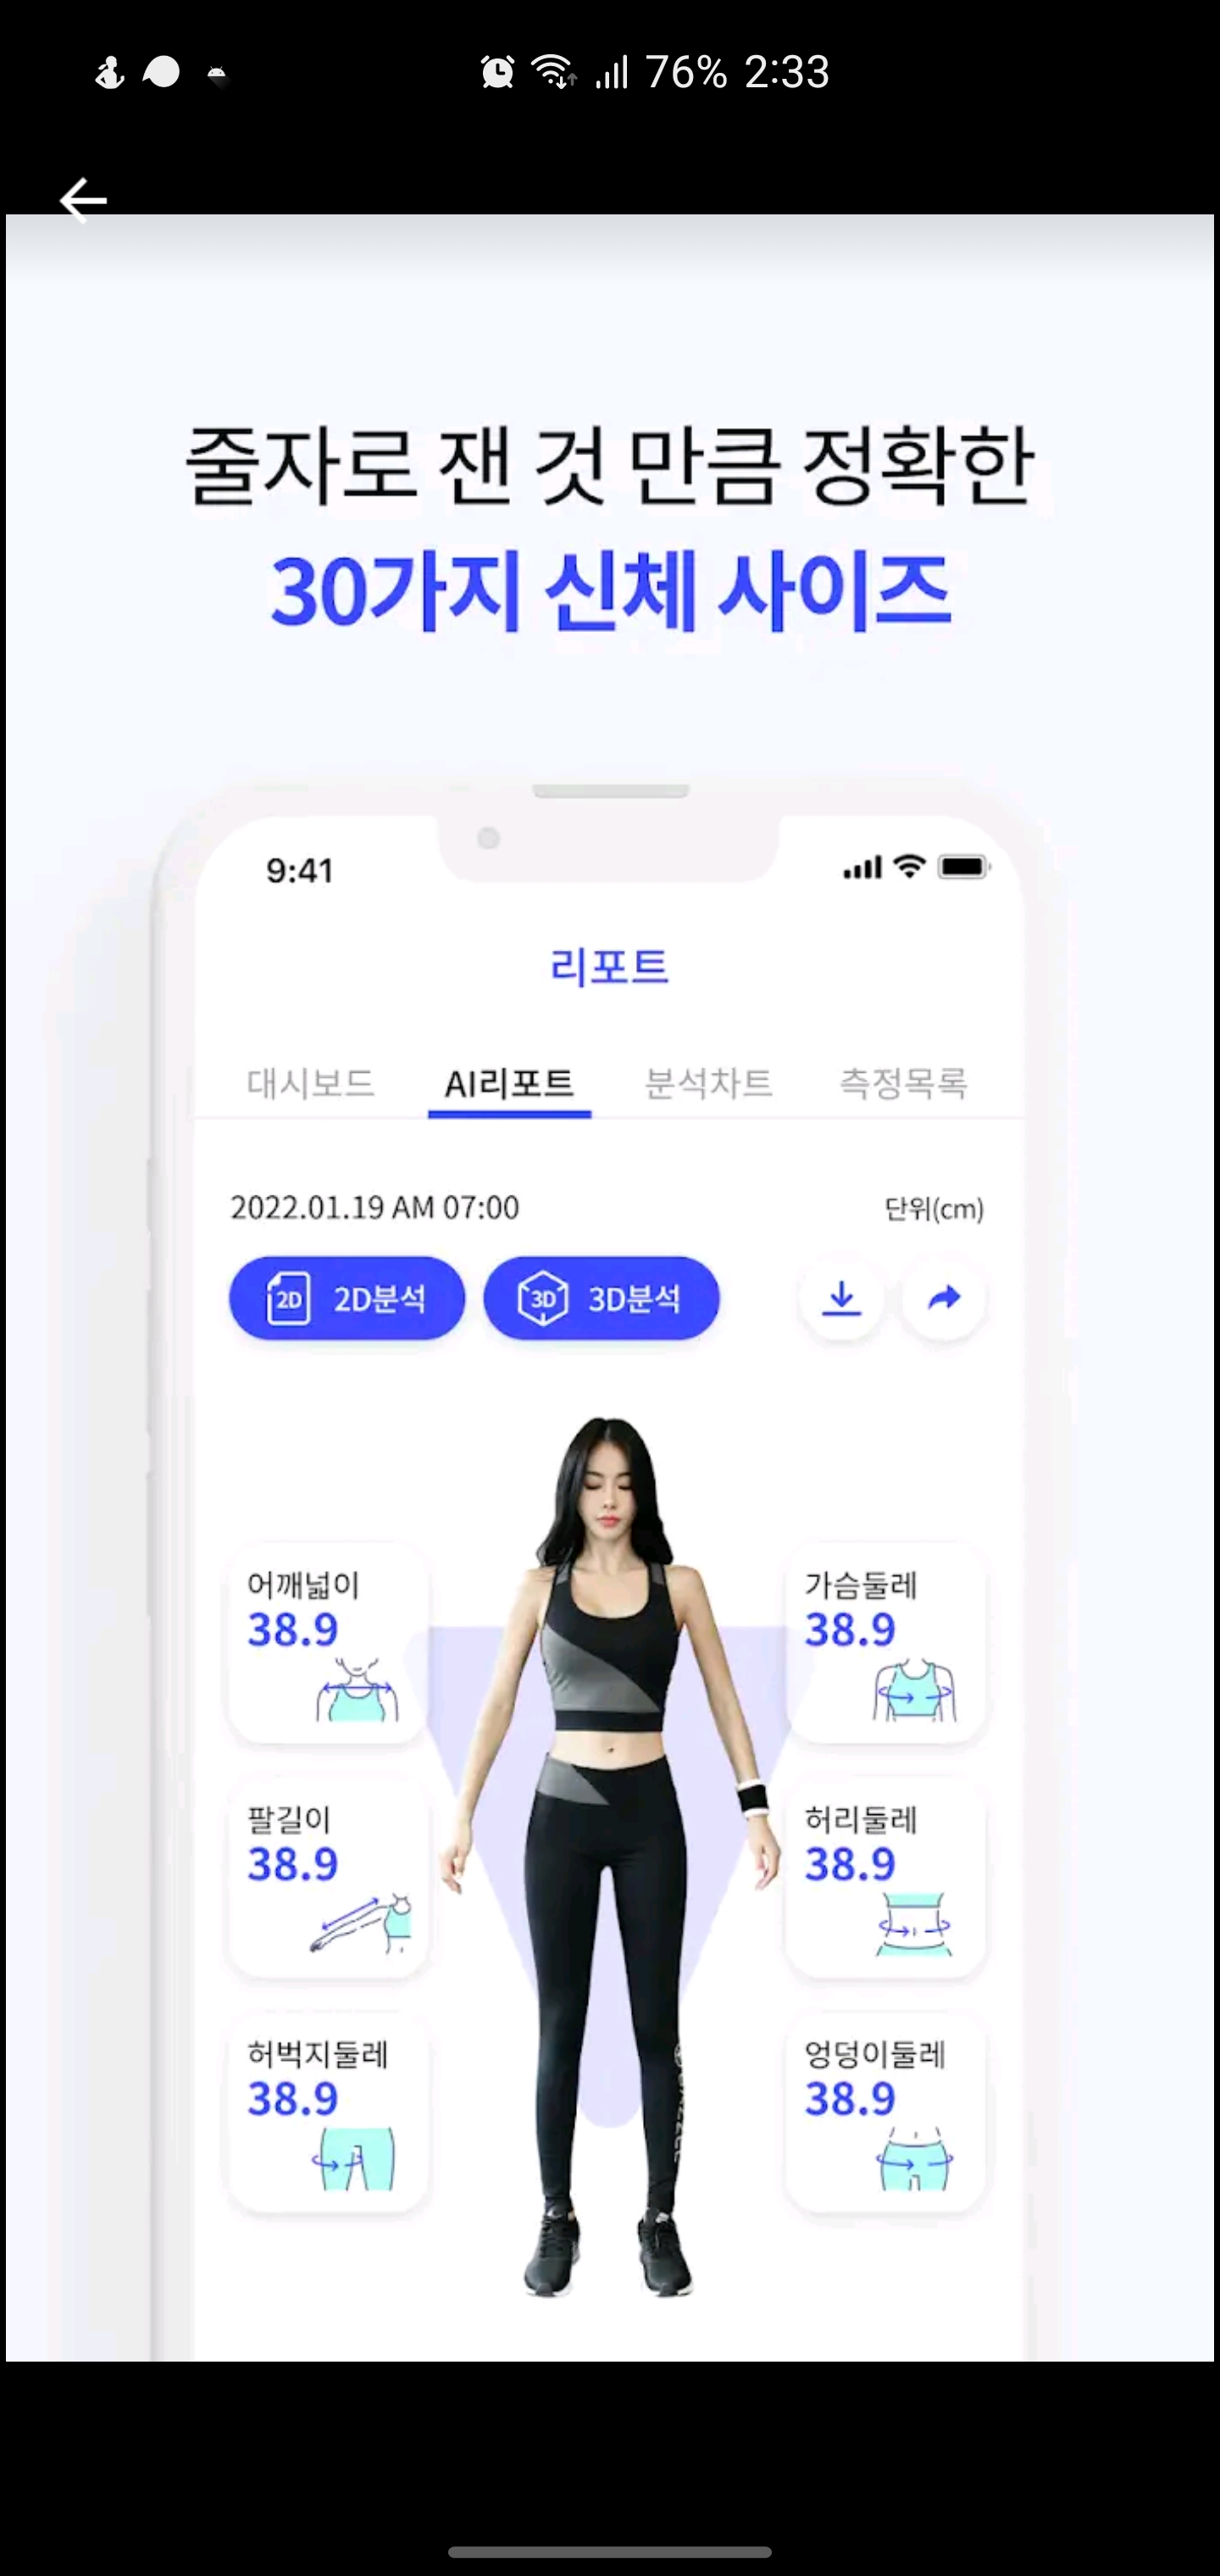 76% 2:33
줄자로 잰 것 만큼 정확한
30가지 신체 사이즈
9:41
리포트
대시보드 AI리포트 분석차트 측정목록
2022.01.19 AM 07:00 단위(cm)
2D 2D분석 3D 3D분석
어깨넓이
38.9
가슴둘레
38.9
팔길이
38.9
허리둘레
38.9
허벅지둘레
38.9
엉덩이둘레
38.9